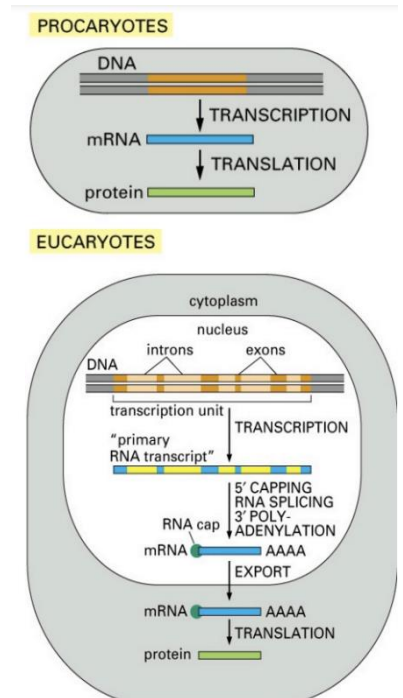 PROCARYOTES
DNA
TRANSCRIPTION
mRNA
TRANSLATION
protein
EUCARYOTES
cytoplasm
nucleus
introns exons
DNA
transcription unit
TRANSCRIPTION
"primary
RNA transcript"
5′ CAPPING
RNA SPLICING
3′ POLY-
ADENYLATION
RNA cap
mRNA AAAA
EXPORT
mRNA AAAA
TRANSLATION
protein